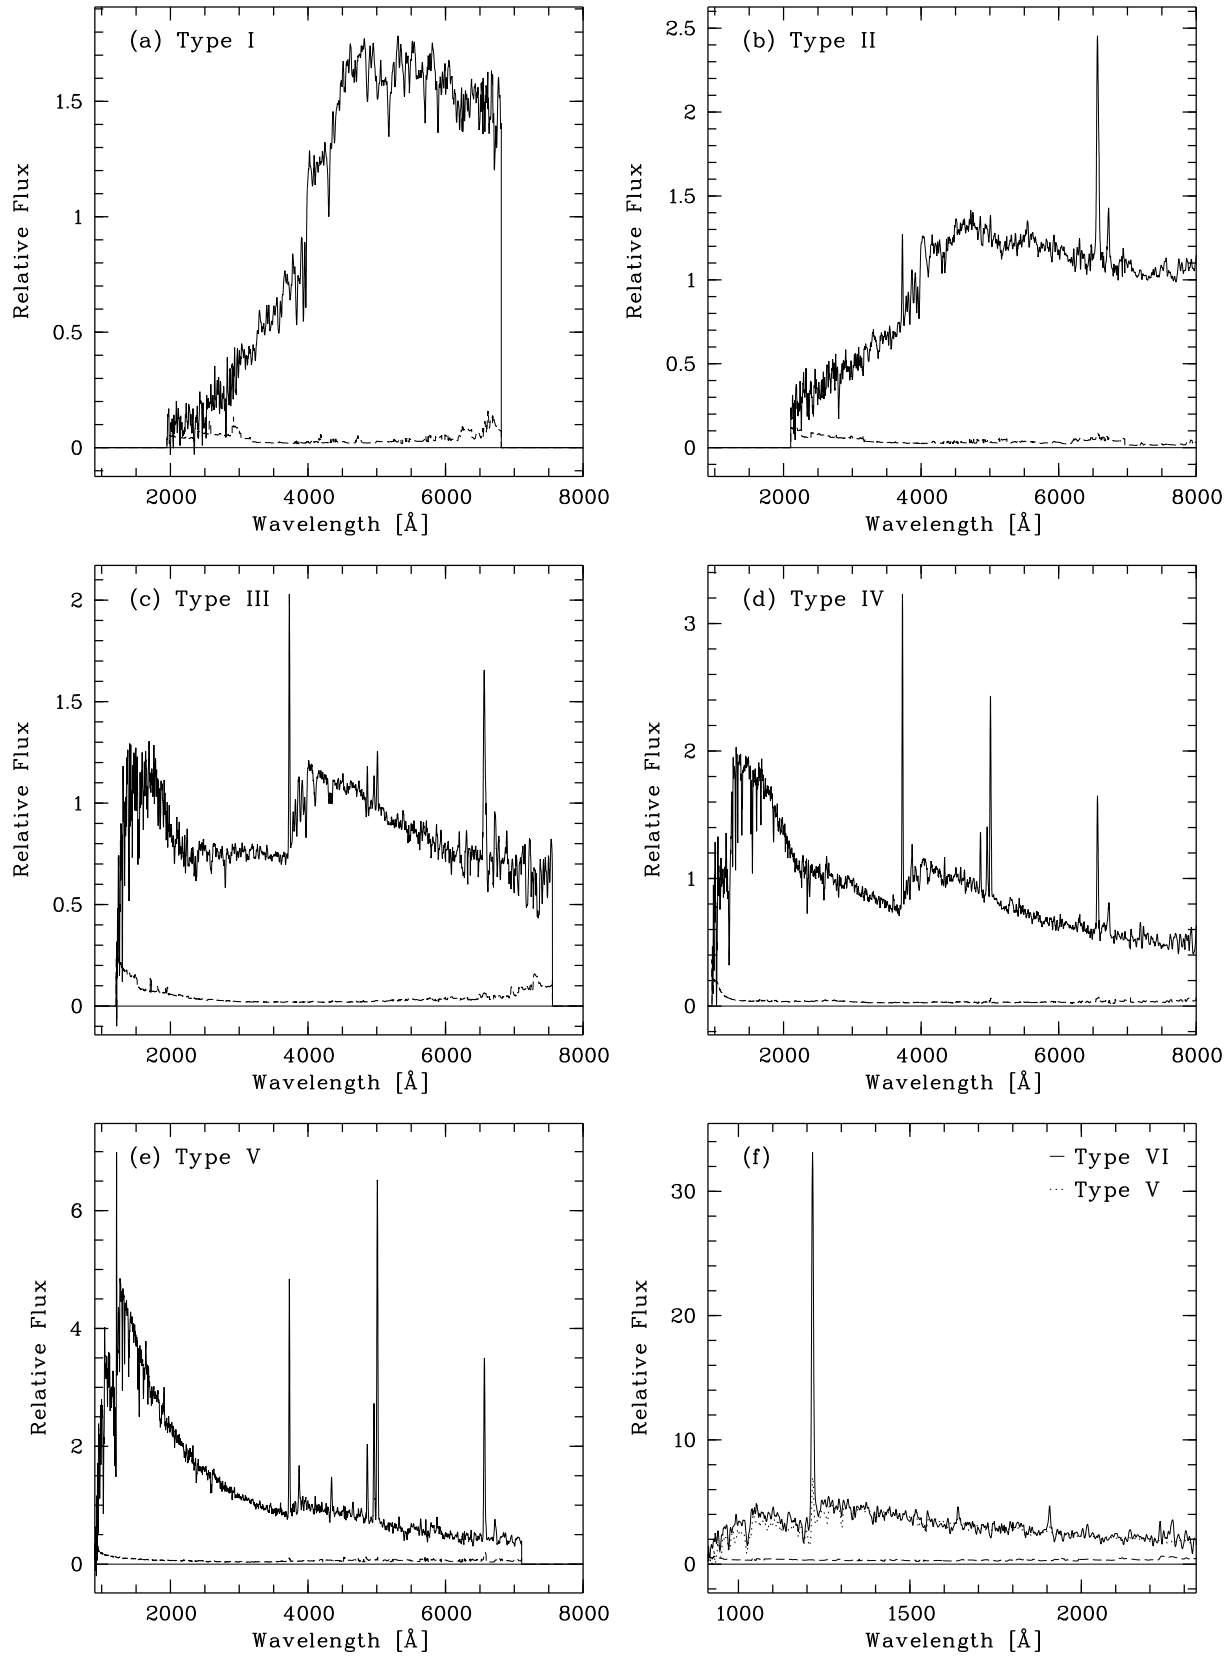 (a) Type I
Relative Flux
1.5
1
0.5
0
2000 4000 6000 8000
Wavelength [Å]
(b) Type II
Relative Flux
2.5
2
1.5
1
0.5
0
2000 4000 6000 8000
Wavelength [Å]
(c) Type III
Relative Flux
2
1.5
1
0.5
0
2000 4000 6000 8000
Wavelength [Å]
(d) Type IV
Relative Flux
3
2
1
0
2000 4000 6000 8000
Wavelength [Å]
(e) Type V
Relative Flux
6
4
2
0
2000 4000 6000 8000
Wavelength [Å]
(f)
Type VI
Type V
Relative Flux
30
20
10
0
1000 1500 2000
Wavelength [Å]